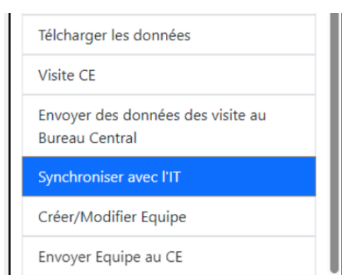 Télcharger les données
Visite CE
Envoyer des données des visite au
Bureau Central
Synchroniser avec l'IT
Créer/Modifier Equipe
Envoyer Equipe au CE